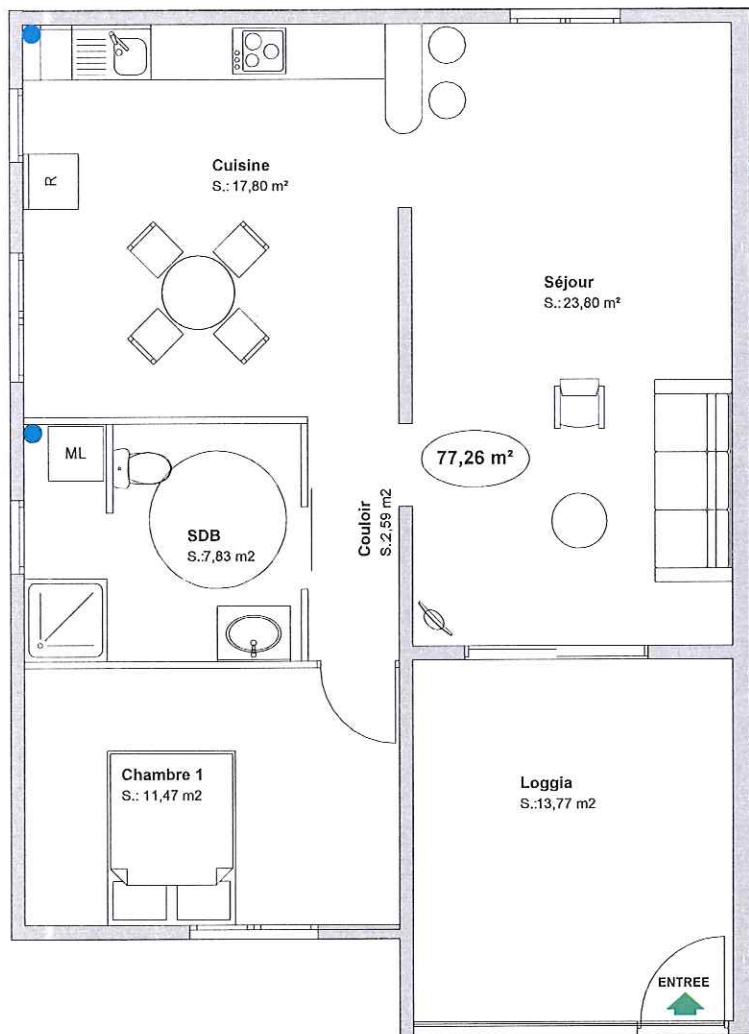 Cuisine
S.: 17,80 m²
R
Séjour
S.: 23,80 m²
77,26 m²
ML
SDB
S.:7,83 m2
Couloir
S.2,59 m2
Chambre 1
S.: 11,47 m2
Loggia
S.:13,77 m2
ENTREE